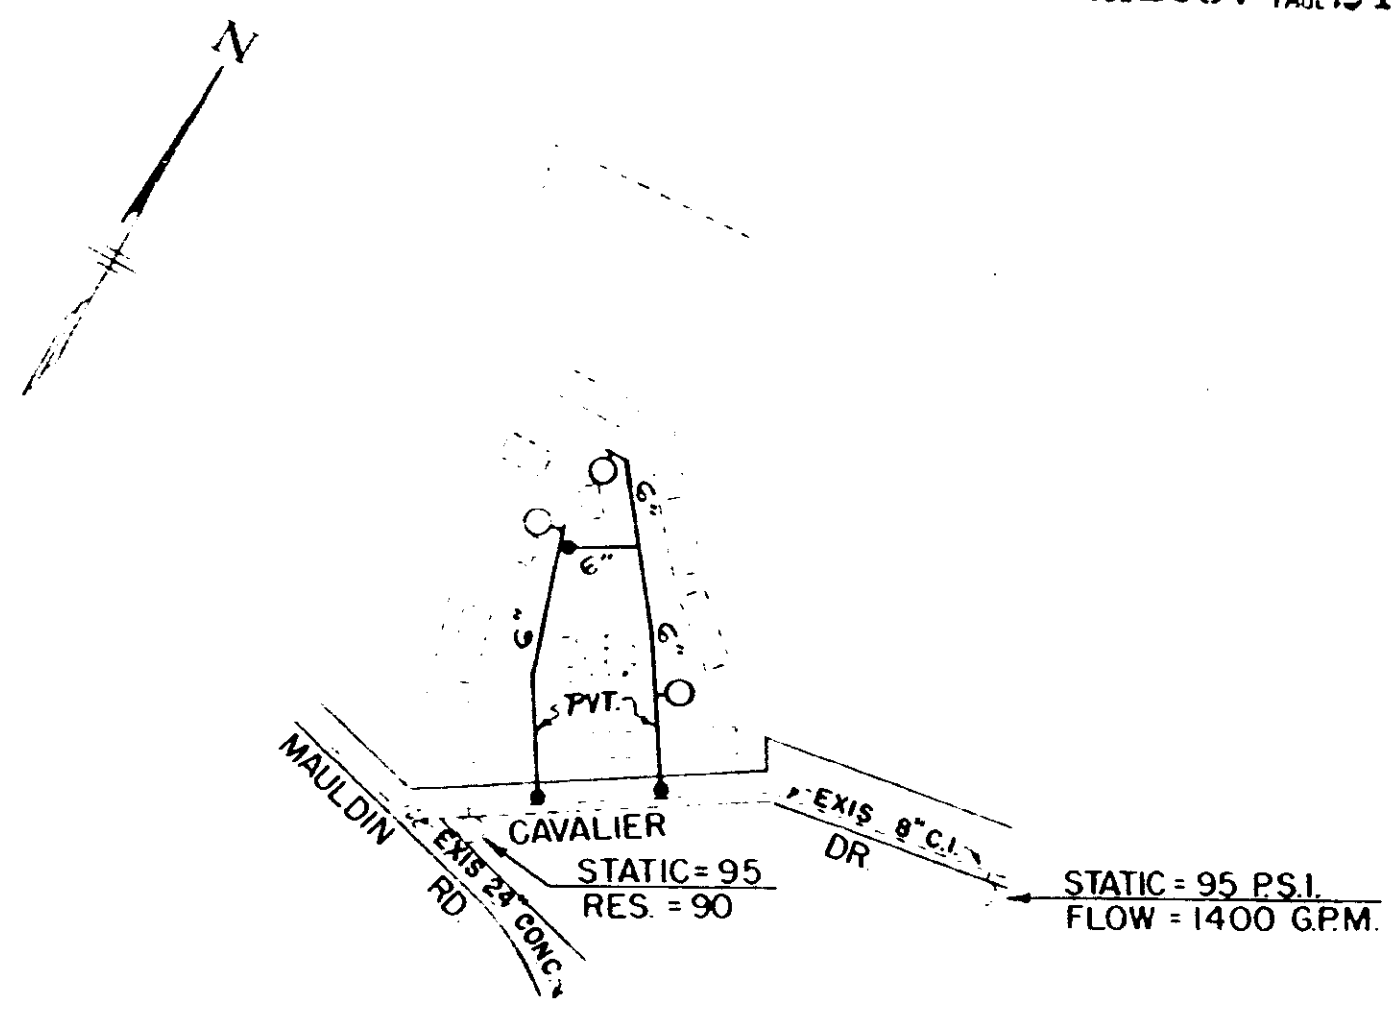 N
6"
6"
6"
6"
PVT.
MAULDIN
RD.
EXIS 24" CONC.
CAVALIER
DR.
EXIS 8" C.I.
STATIC = 95
RES. = 90
STATIC = 95 P.S.I.
FLOW = 1400 G.P.M.